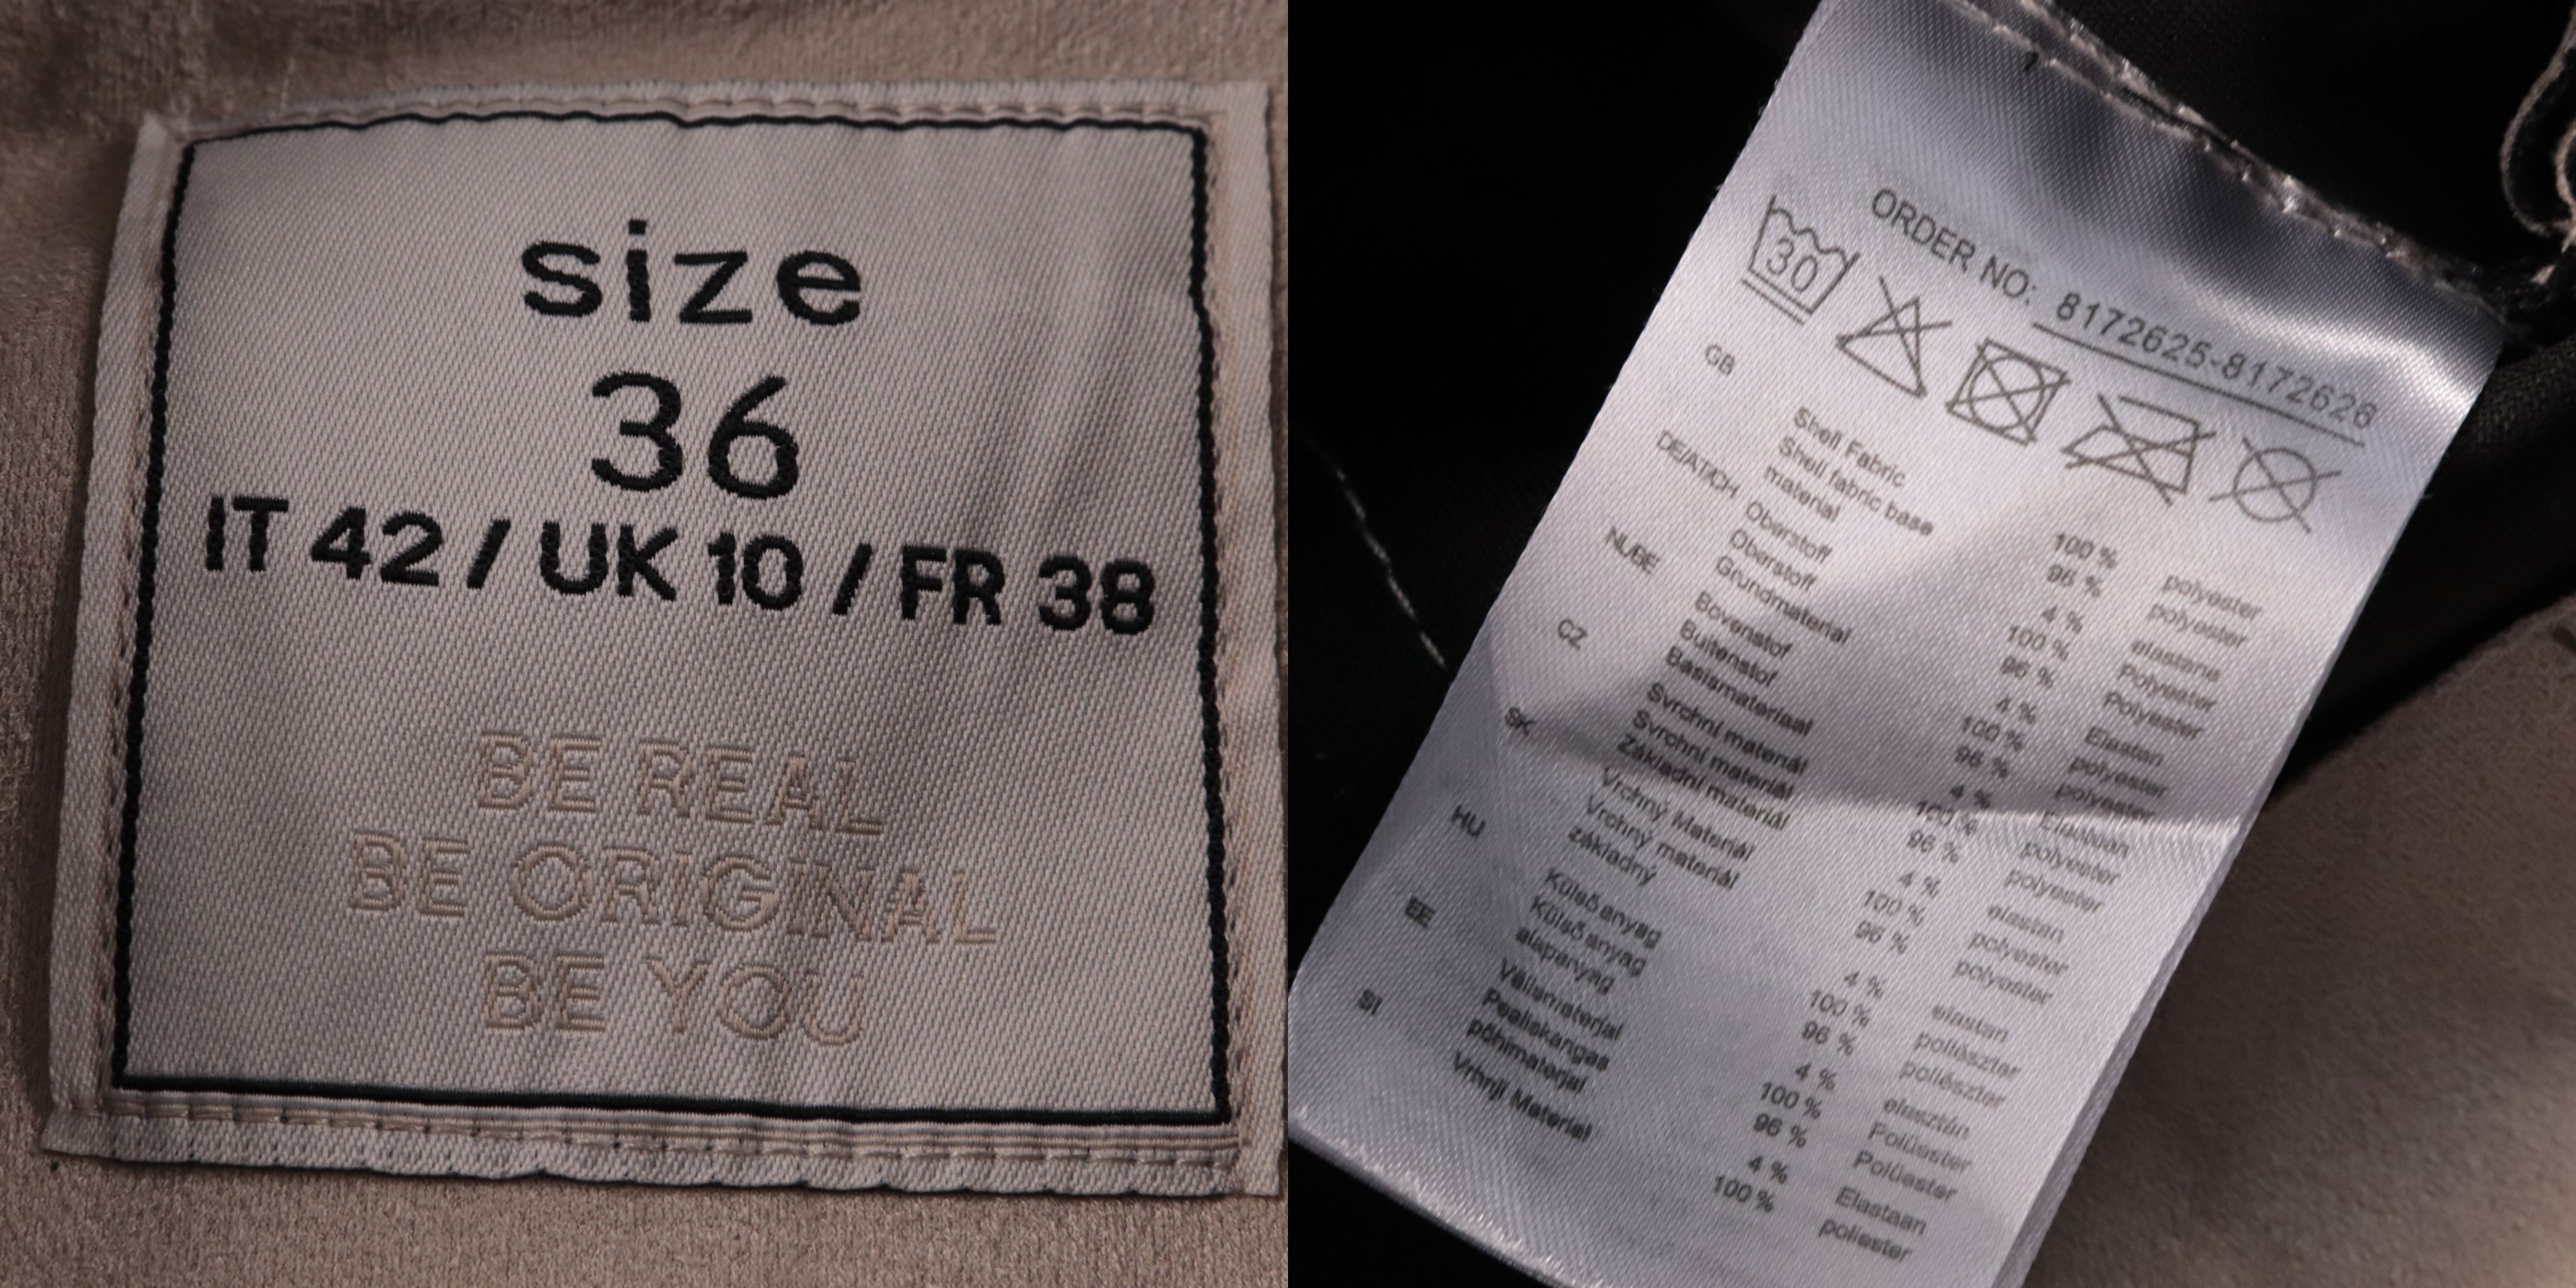 size
36
IT 42 / UK 10 / FR 38
BE REAL
BE ORIGINAL
BE YOU
ORDER NO: 8172625-8172626
30
GB Shell Fabric 100 % polyester
Shell fabric base 96 % polyester
material 4 % elastane
DE/AT/CH Oberstoff 100 % Polyester
Oberstoff 96 % Polyester
Grundmaterial 4 % Elastan
NL/BE Bovenstof 100 % polyester
Buitenstof 96 % polyester
Basismateriaal 4 % Elastaan
CZ Svrchní materiál 100 % polyester
Svrchní materiál 96 % polyester
Základní materiál 4 % elastan
SK Vrchný Materiál 100 % polyester
Vrchný materiál 96 % polyester
základný 4 % elastan
HU Külső anyag 100 % poliészter
Külső anyag 96 % poliészter
alapanyag 4 % elasztán
EE Välismaterjal 100 % Polüester
Pealiskangas 96 % Polüester
põhimaterjal 4 % Elastaan
SI Vrhnji Material 100 % poliester